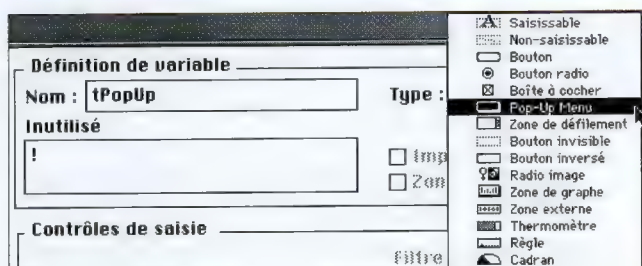 Définition de variable
Nom : tPopUp
Type :
Inutilisé
!
Imp
Zon
Contrôles de saisie
Filtre
A Saisissable
Non-saisissable
Bouton
Bouton radio
Boîte à cocher
Pop-Up Menu
Zone de défilement
Bouton invisible
Bouton inversé
Radio image
Zone de graphe
Zone externe
Thermomètre
Règle
Cadran